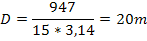 D = 947 / 15 * 3,14 = 20m